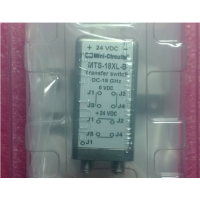 + 24 VDC -
Mini-Circuits
MTS-18XL-B
transfer switch
DC-18 GHz
0 VDC
J1 J2
J3 J4
+24 VDC
J1 J2
J4
J1